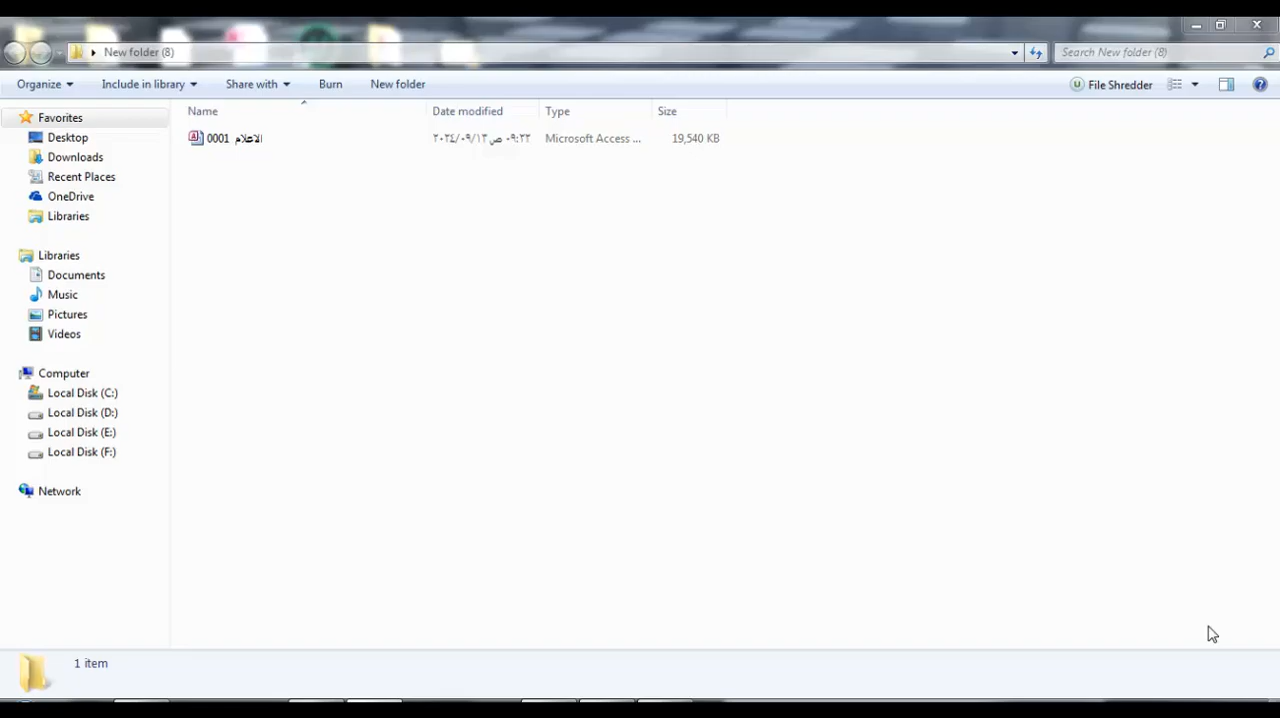 New folder (8)
Search New folder (8)
Organize
Include in library
Share with
Burn
New folder
File Shredder
Name
Date modified
Type
Size
الاعلام 0001
٠٩:٢٢ ص ٢٠٢٤/٠٩/١٣
Microsoft Access ...
19,540 KB
Favorites
Desktop
Downloads
Recent Places
OneDrive
Libraries
Libraries
Documents
Music
Pictures
Videos
Computer
Local Disk (C:)
Local Disk (D:)
Local Disk (E:)
Local Disk (F:)
Network
1 item